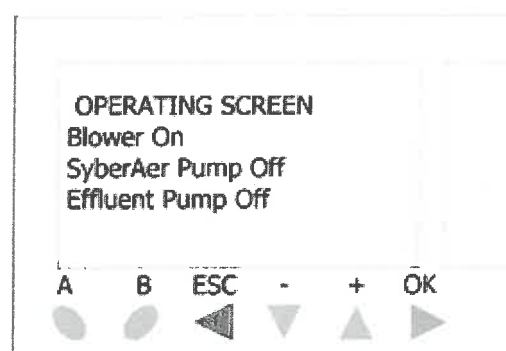 OPERATING SCREEN
Blower On
SyberAer Pump Off
Effluent Pump Off
A B ESC - + OK